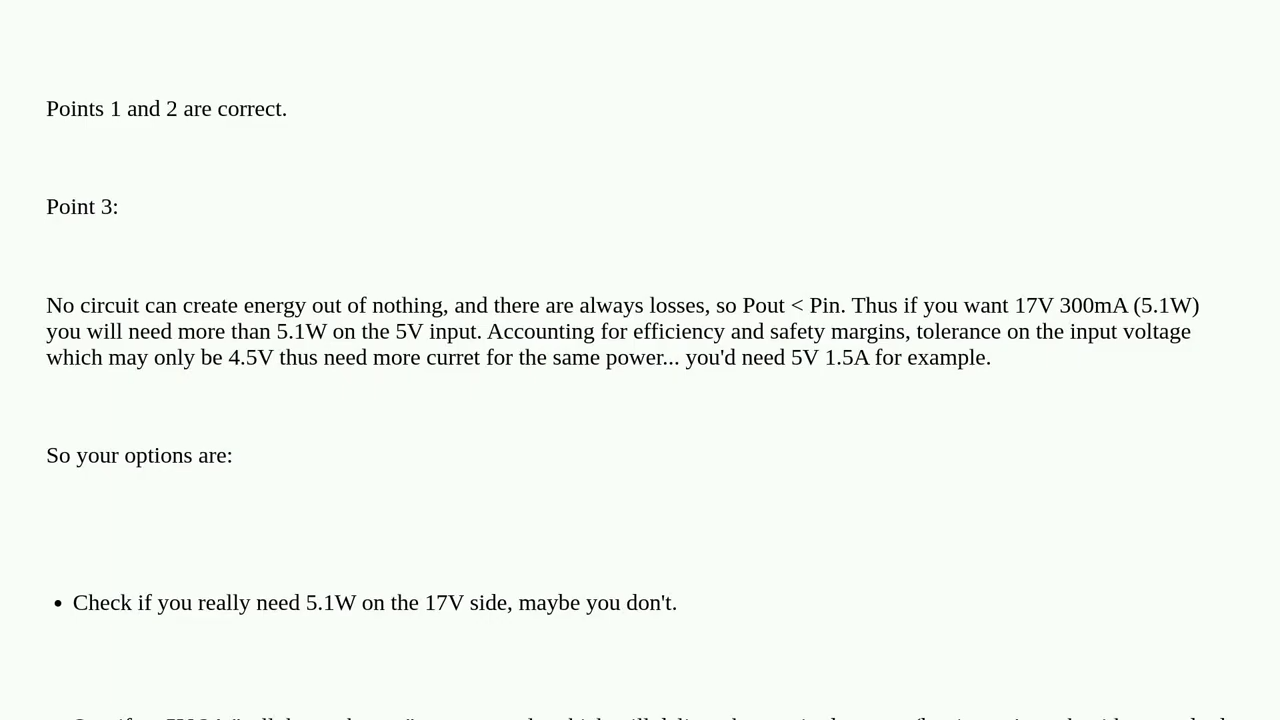 Points 1 and 2 are correct.
Point 3:
No circuit can create energy out of nothing, and there are always losses, so Pout < Pin. Thus if you want 17V 300mA (5.1W)
you will need more than 5.1W on the 5V input. Accounting for efficiency and safety margins, tolerance on the input voltage
which may only be 4.5V thus need more curret for the same power... you'd need 5V 1.5A for example.
So your options are:
• Check if you really need 5.1W on the 17V side, maybe you don't.